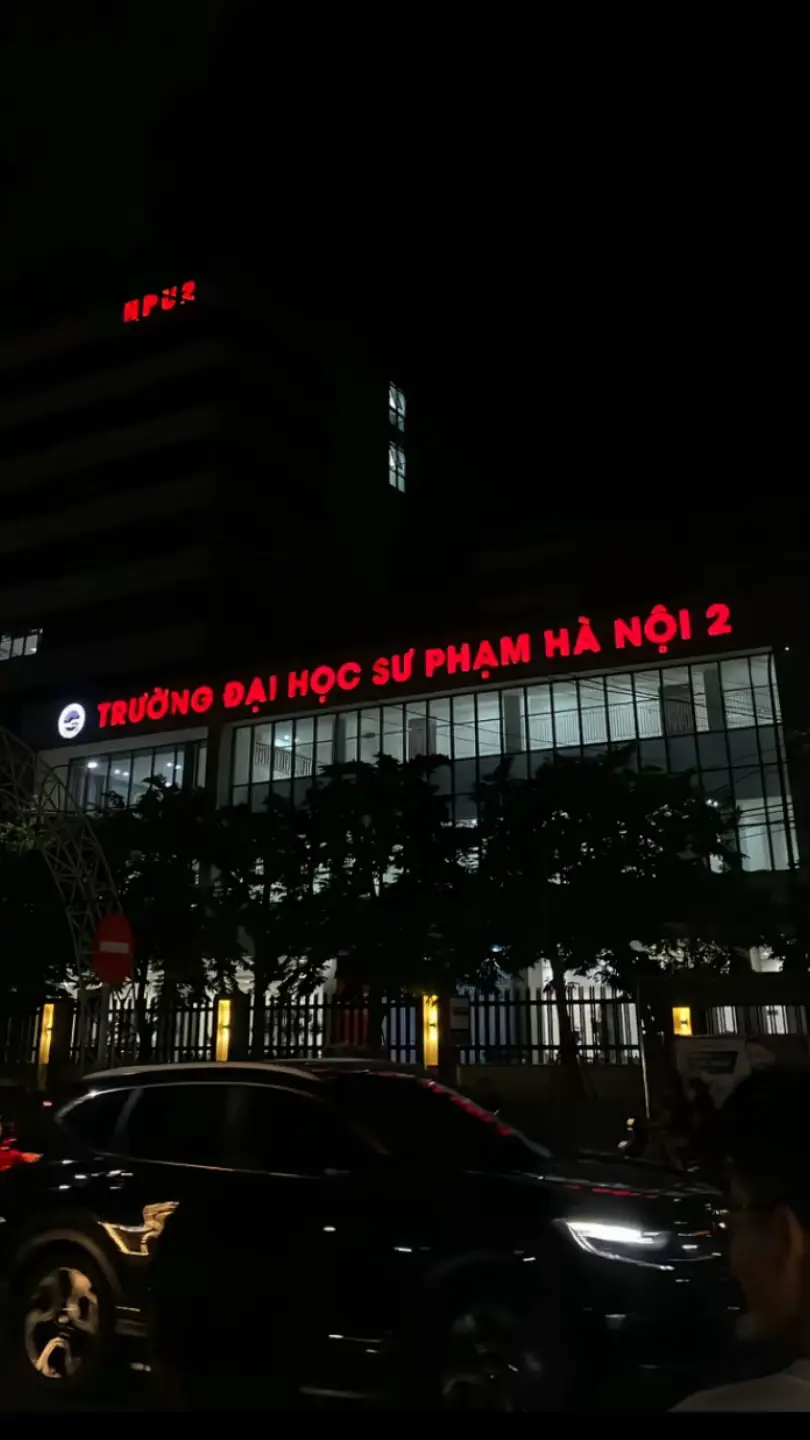 HPU2
TRƯỜNG ĐẠI HỌC SƯ PHẠM HÀ NỘI 2